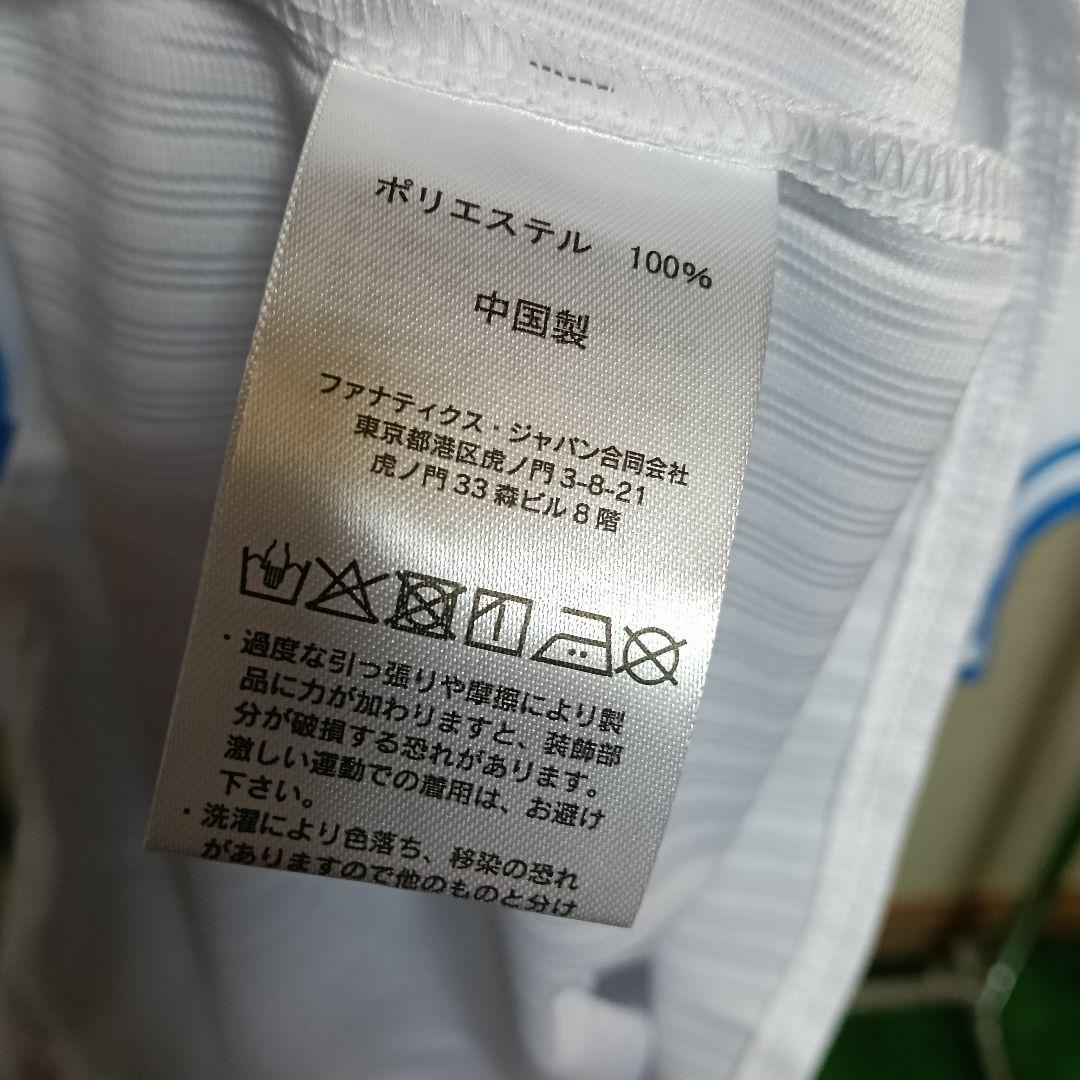 ポリエステル 100%
中国製
ファナティクス・ジャパン合同会社
東京都港区虎ノ門3-8-21
虎ノ門33森ビル8階
・過度な引っ張りや摩擦により製
品に力が加わりますと、装飾部
分が破損する恐れがあります。
激しい運動での着用は、お避け
下さい。
・洗濯により色落ち、移染の恐れ
がありますので他のものと分け